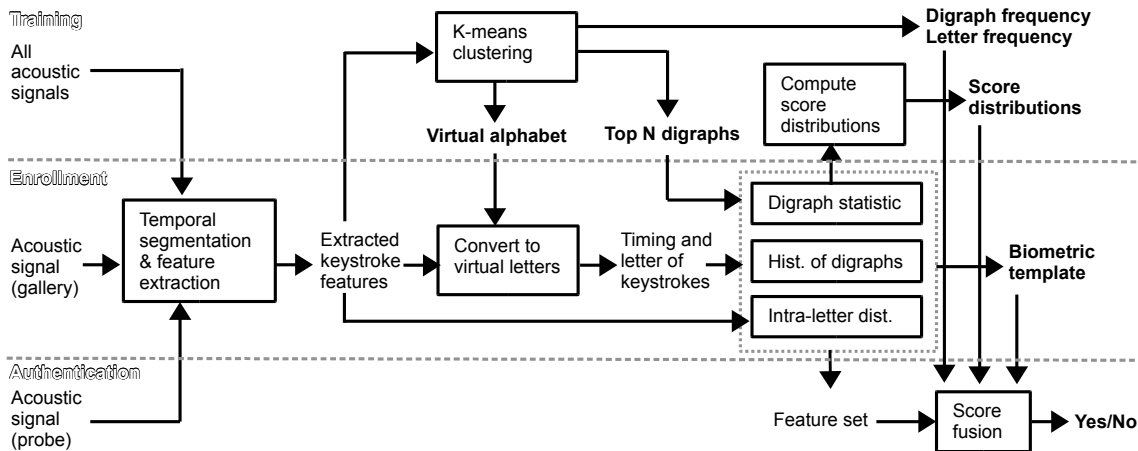 Training
All
acoustic
signals
K-means
clustering
Digraph frequency
Letter frequency
Compute
score
distributions
Score
distributions
Virtual alphabet
Top N digraphs
Enrollment
Acoustic
signal
(gallery)
Temporal
segmentation
& feature
extraction
Extracted
keystroke
features
Convert to
virtual letters
Timing and
letter of
keystrokes
Digraph statistic
Hist. of digraphs
Intra-letter dist.
Biometric
template
Authentication
Acoustic
signal
(probe)
Feature set
Score
fusion
Yes/No